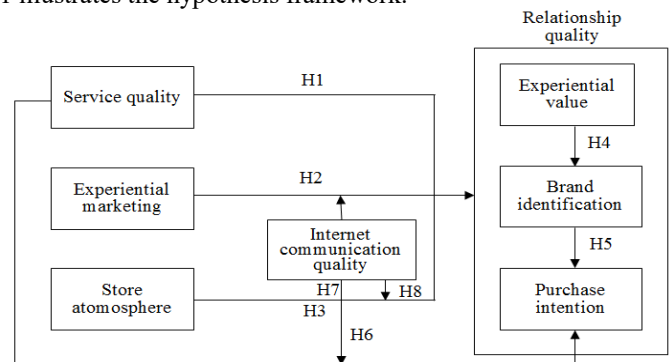 1 illustrates the hypothesis framework.
Relationship
quality
Service quality
H1
Experiential
value
H4
Experiential
marketing
H2
Brand
identification
Internet
communication
quality
H5
Store
atomosphere
H7
H8
H3
Purchase
intention
H6